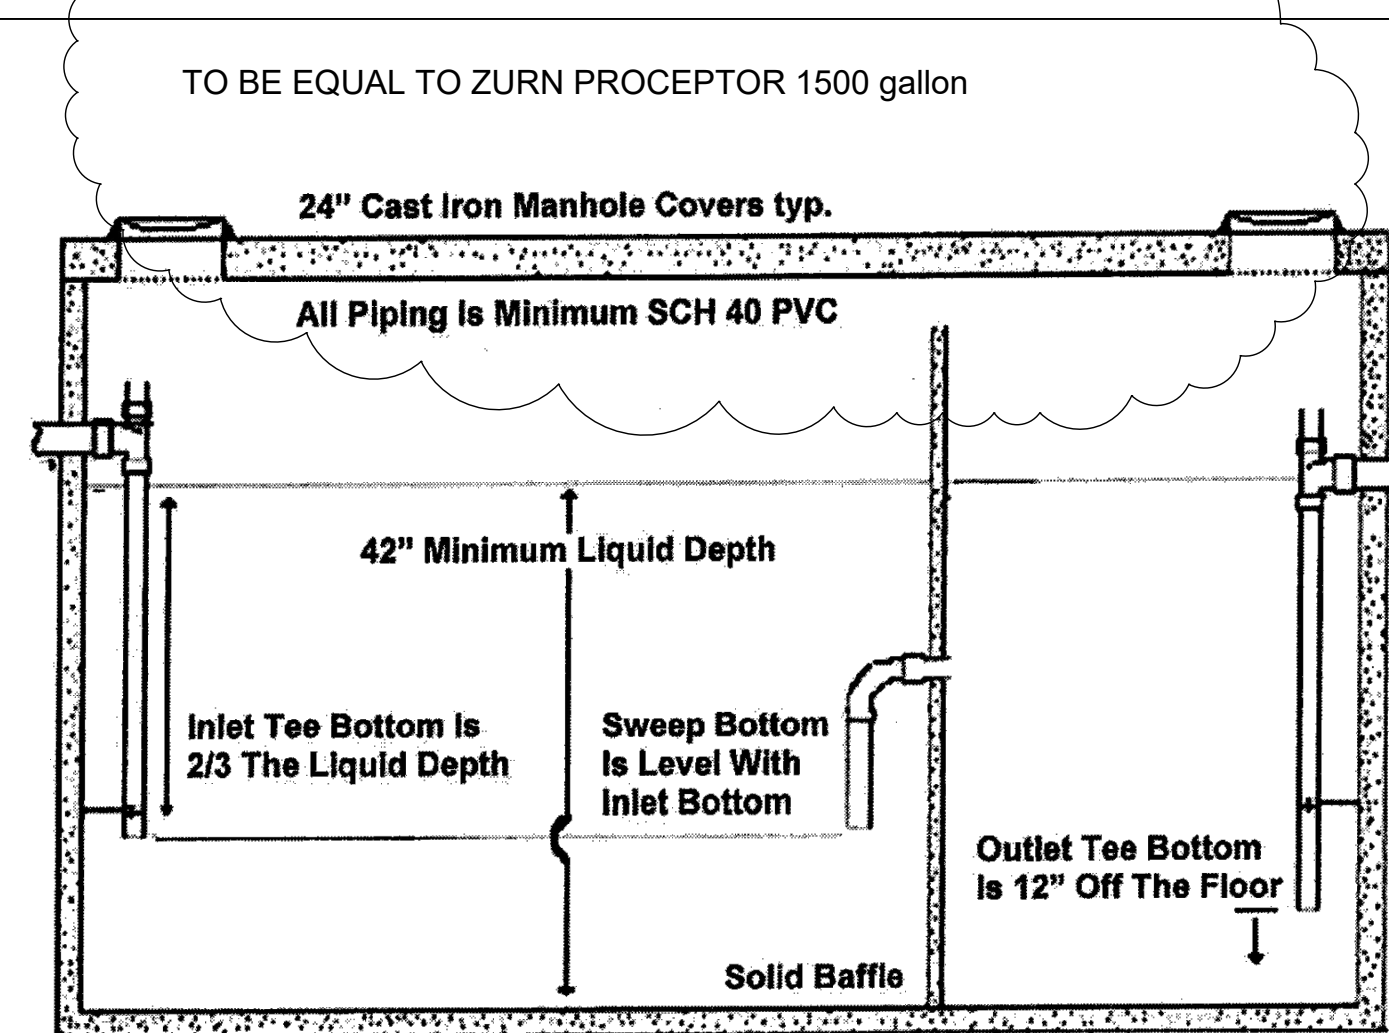 TO BE EQUAL TO ZURN PROCEPTOR 1500 gallon
24" Cast Iron Manhole Covers typ.
All Piping Is Minimum SCH 40 PVC
42" Minimum Liquid Depth
Inlet Tee Bottom Is
2/3 The Liquid Depth
Sweep Bottom
Is Level With
Inlet Bottom
Outlet Tee Bottom
Is 12" Off The Floor
Solid Baffle